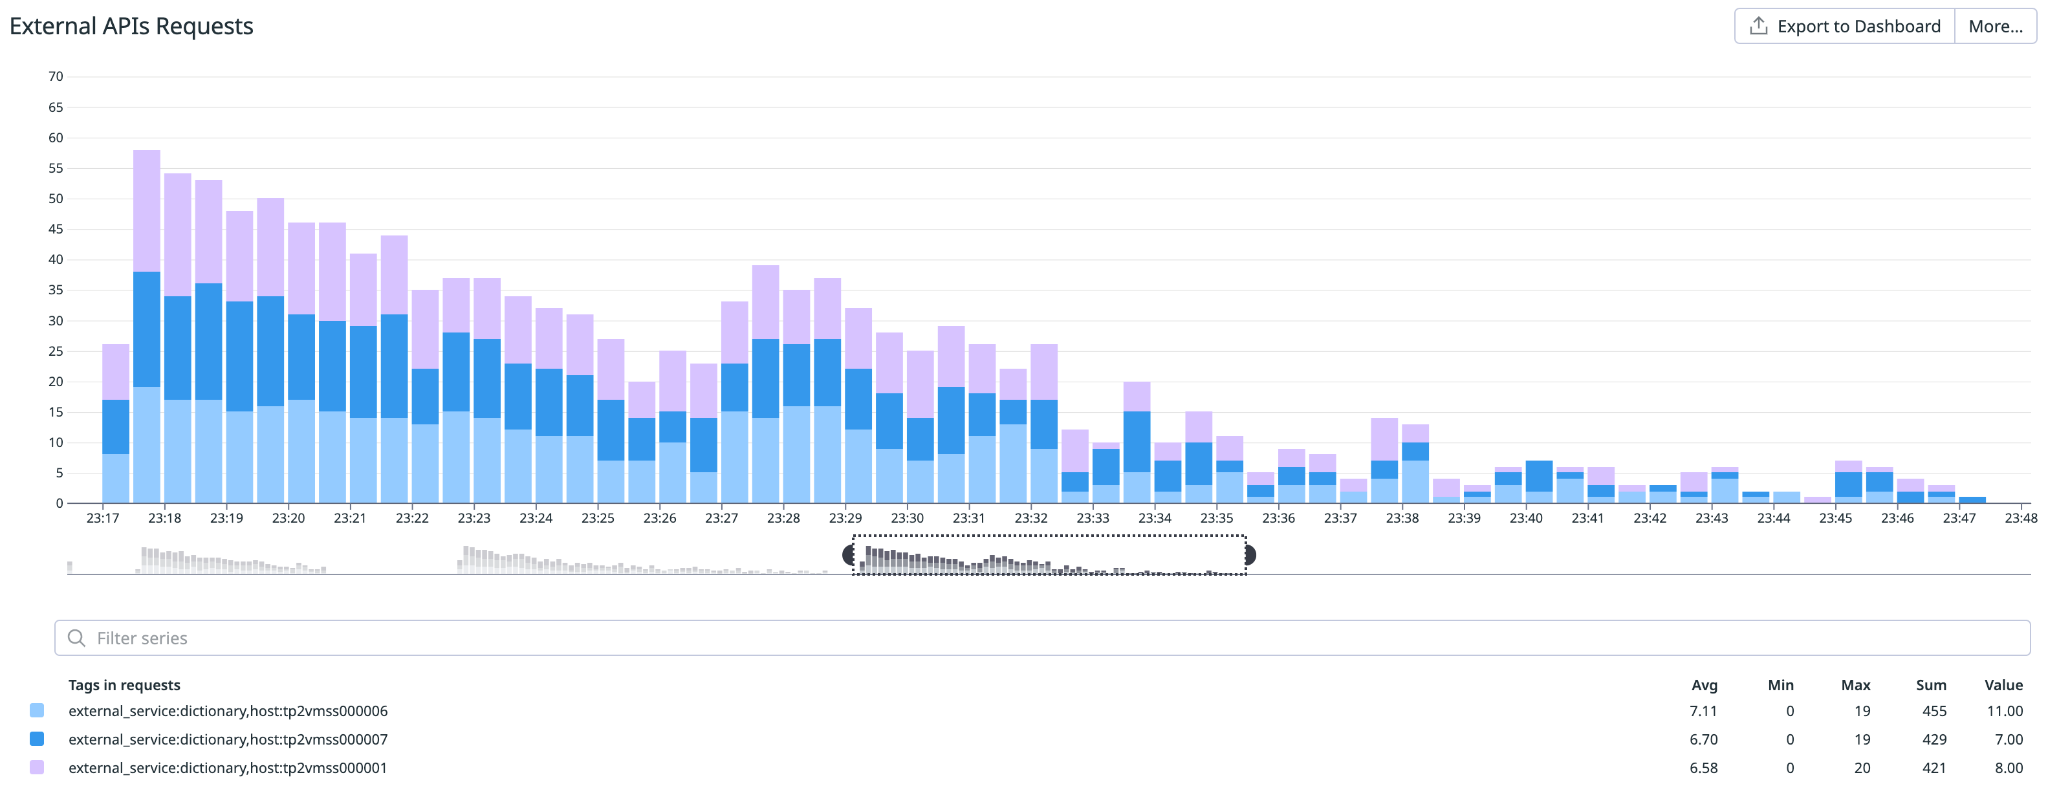 External APIs Requests
Export to Dashboard More...
70
65
60
55
50
45
40
35
30
25
20
15
10
5
0
23:17 23:18 23:19 23:20 23:21 23:22 23:23 23:24 23:25 23:26 23:27 23:28 23:29 23:30 23:31 23:32 23:33 23:34 23:35 23:36 23:37 23:38 23:39 23:40 23:41 23:42 23:43 23:44 23:45 23:46 23:47 23:48
Filter series
Tags in requests Avg Min Max Sum Value
external_service:dictionary,host:tp2vmss000006 7.11 0 19 455 11.00
external_service:dictionary,host:tp2vmss000007 6.70 0 19 429 7.00
external_service:dictionary,host:tp2vmss000001 6.58 0 20 421 8.00